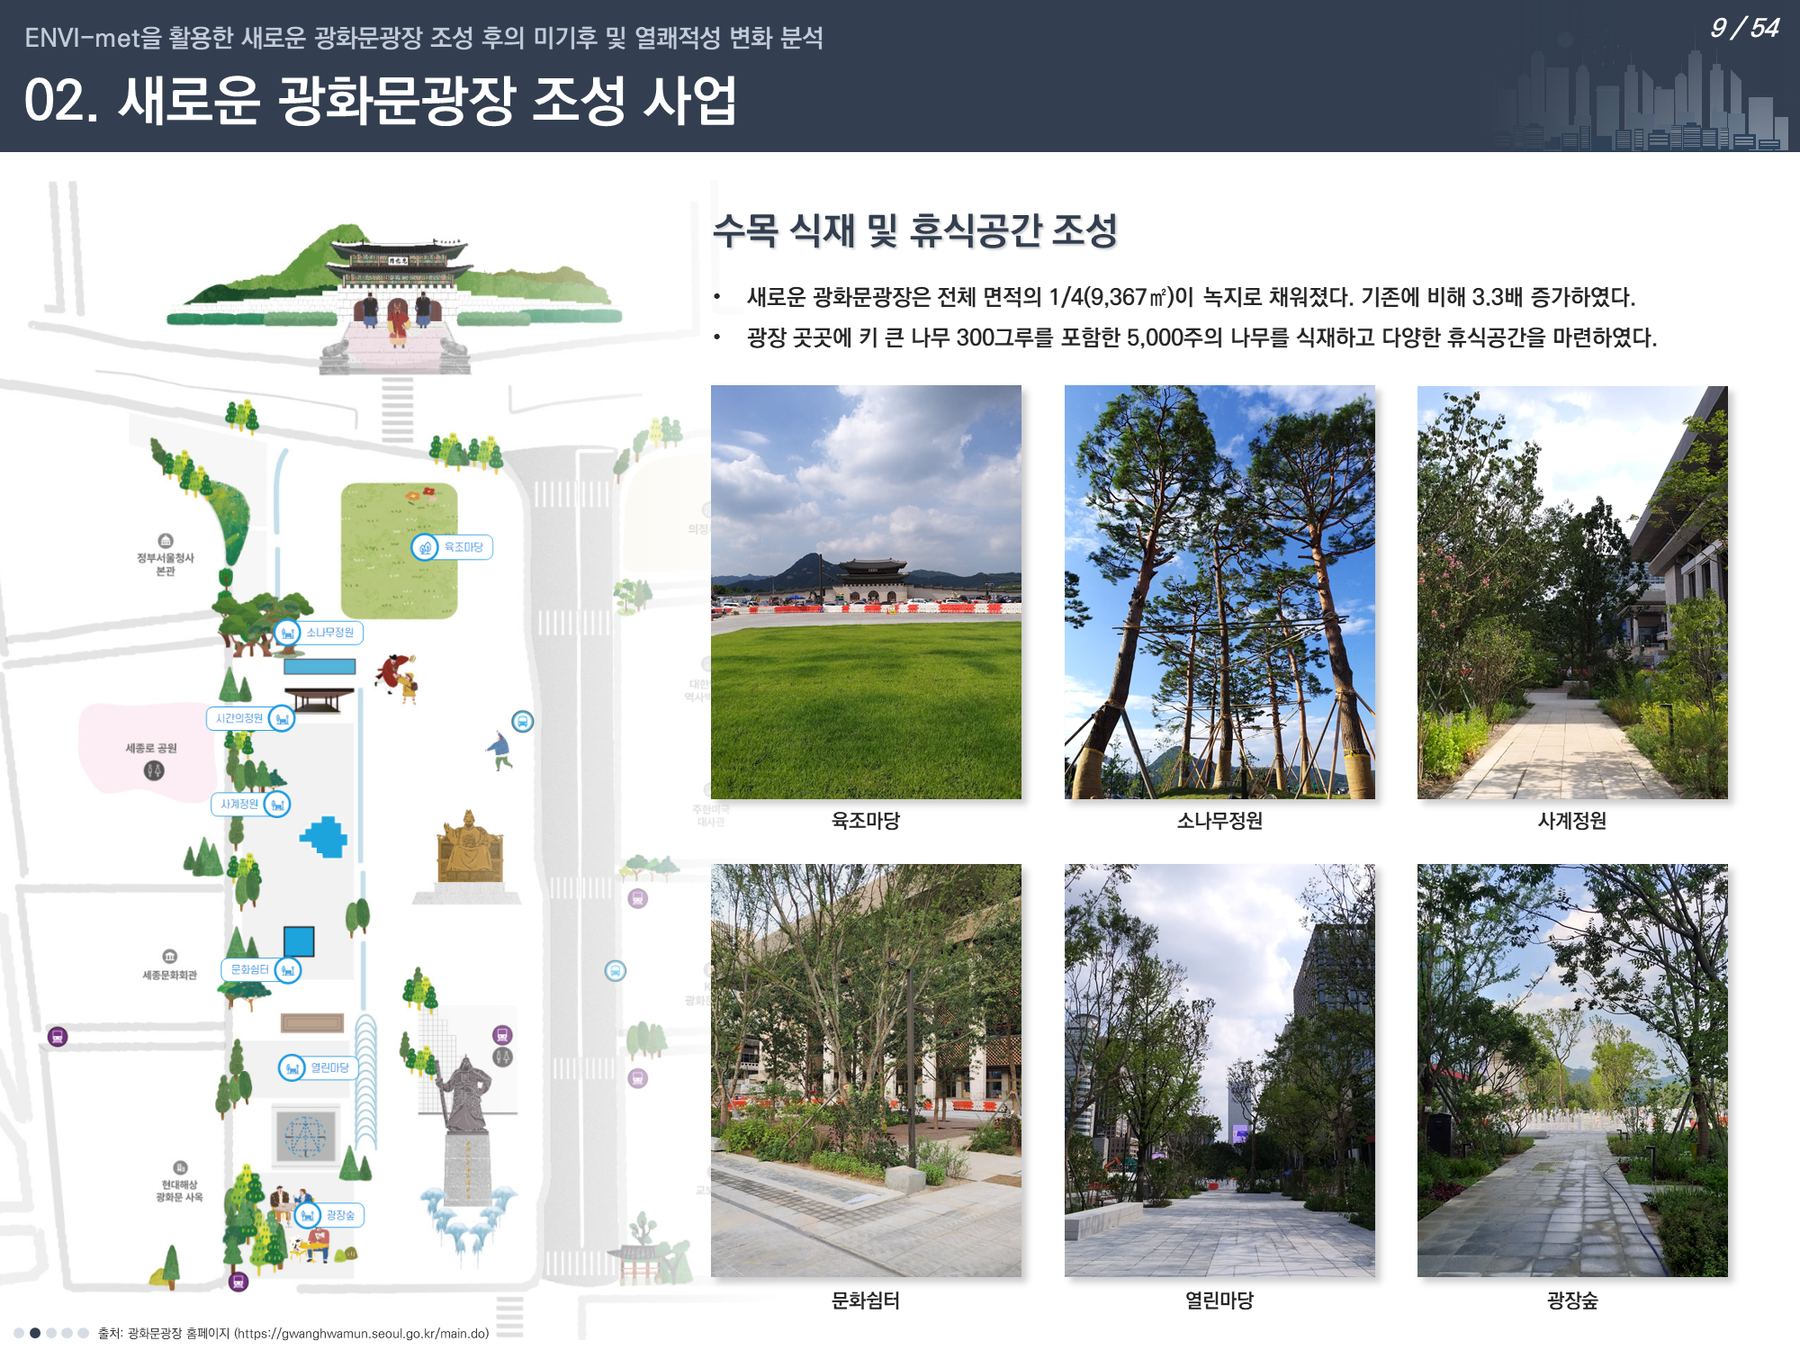 ENVI-met을 활용한 새로운 광화문광장 조성 후의 미기후 및 열쾌적성 변화 분석
9 / 54
02. 새로운 광화문광장 조성 사업
수목 식재 및 휴식공간 조성
• 새로운 광화문광장은 전체 면적의 1/4(9,367㎡)이 녹지로 채워졌다. 기존에 비해 3.3배 증가하였다.
• 광장 곳곳에 키 큰 나무 300그루를 포함한 5,000주의 나무를 식재하고 다양한 휴식공간을 마련하였다.
정부서울청사
본관
육조마당
소나무정원
시간의정원
세종로 공원
사계정원
주한미국
대사관
세종문화회관
문화쉼터
열린마당
현대해상
광화문 사옥
광장숲
육조마당
소나무정원
사계정원
문화쉼터
열린마당
광장숲
출처: 광화문광장 홈페이지 (https://gwanghwamun.seoul.go.kr/main.do)